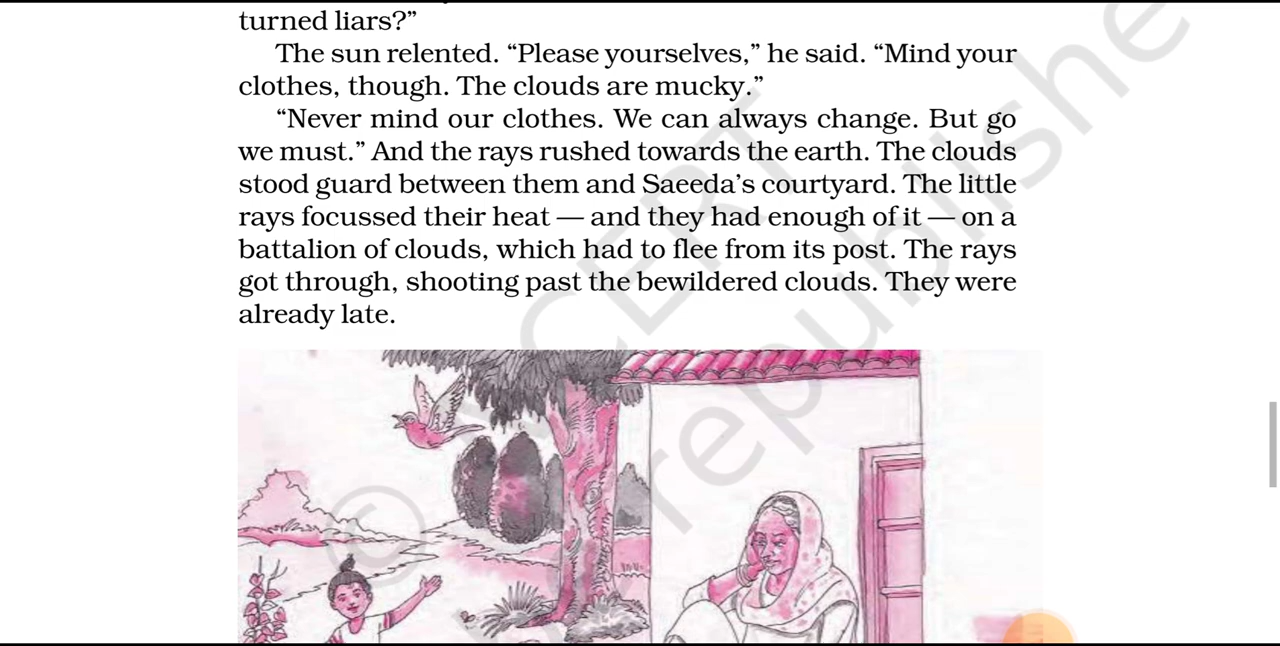 turned liars?”
The sun relented. “Please yourselves,” he said. “Mind your
clothes, though. The clouds are mucky.”
“Never mind our clothes. We can always change. But go
we must.” And the rays rushed towards the earth. The clouds
stood guard between them and Saeeda’s courtyard. The little
rays focussed their heat — and they had enough of it — on a
battalion of clouds, which had to flee from its post. The rays
got through, shooting past the bewildered clouds. They were
already late.